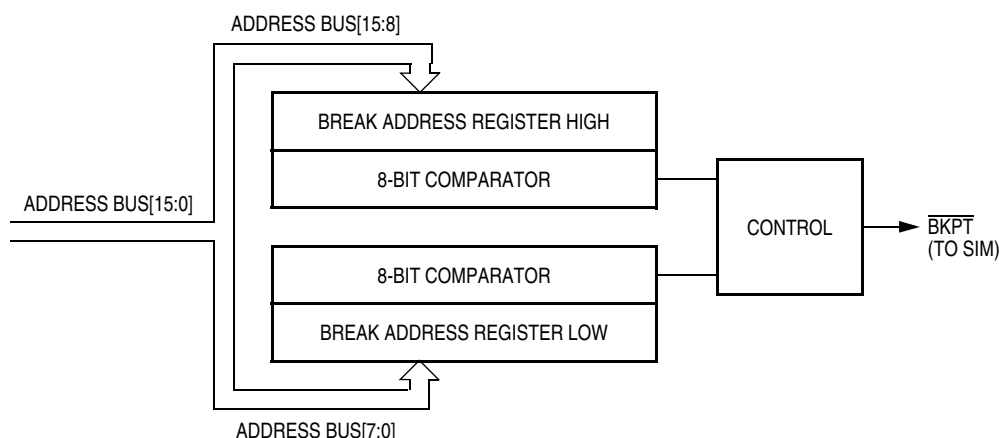 ADDRESS BUS[15:8]
BREAK ADDRESS REGISTER HIGH
8-BIT COMPARATOR
ADDRESS BUS[15:0]
CONTROL
BKPT
(TO SIM)
8-BIT COMPARATOR
BREAK ADDRESS REGISTER LOW
ADDRESS BUS[7:0]